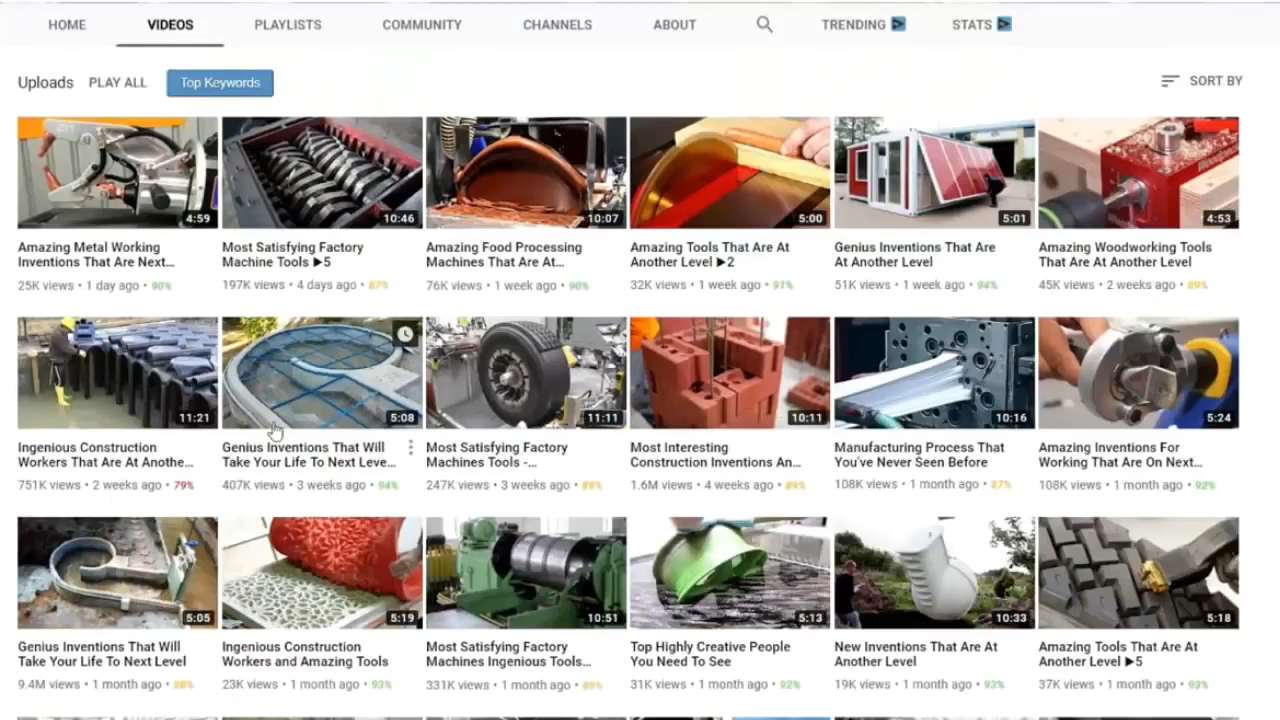 HOME VIDEOS PLAYLISTS COMMUNITY CHANNELS ABOUT TRENDING STATS
Uploads PLAY ALL Top Keywords SORT BY
4:59 10:46 10:07 5:00 5:01 4:53
Amazing Metal Working
Inventions That Are Next...
25K views • 1 day ago • 90%
Most Satisfying Factory
Machine Tools ▶5
197K views • 4 days ago • 87%
Amazing Food Processing
Machines That Are At...
76K views • 1 week ago • 90%
Amazing Tools That Are At
Another Level ▶2
32K views • 1 week ago • 91%
Genius Inventions That Are
At Another Level
51K views • 1 week ago • 94%
Amazing Woodworking Tools
That Are At Another Level
45K views • 2 weeks ago • 89%
11:21 5:08 11:11 10:11 10:16 5:24
Ingenious Construction
Workers That Are At Anothe...
751K views • 2 weeks ago • 79%
Genius Inventions That Will
Take Your Life To Next Leve...
407K views • 3 weeks ago • 94%
Most Satisfying Factory
Machines Tools -...
247K views • 3 weeks ago • 89%
Most Interesting
Construction Inventions An...
1.6M views • 4 weeks ago • 89%
Manufacturing Process That
You've Never Seen Before
108K views • 1 month ago • 87%
Amazing Inventions For
Working That Are On Next...
108K views • 1 month ago • 92%
5:05 5:19 10:51 5:13 10:33 5:18
Genius Inventions That Will
Take Your Life To Next Level
9.4M views • 1 month ago • 88%
Ingenious Construction
Workers and Amazing Tools
23K views • 1 month ago • 93%
Most Satisfying Factory
Machines Ingenious Tools...
331K views • 1 month ago • 89%
Top Highly Creative People
You Need To See
31K views • 1 month ago • 92%
New Inventions That Are At
Another Level
19K views • 1 month ago • 93%
Amazing Tools That Are At
Another Level ▶5
37K views • 1 month ago • 93%